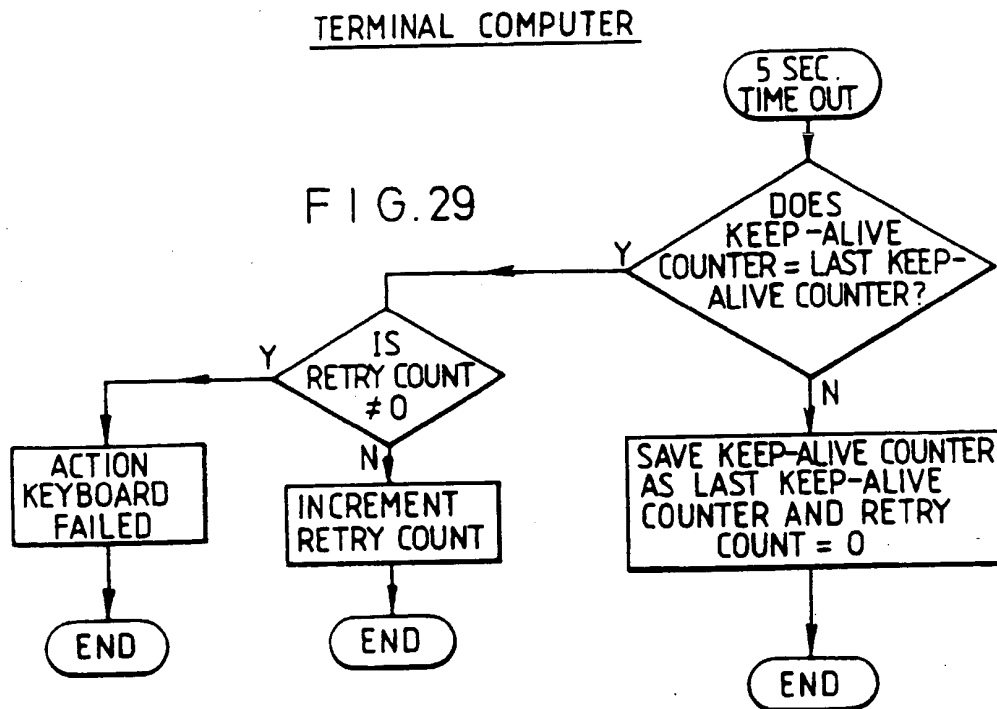 TERMINAL COMPUTER
5 SEC.
TIME OUT
FIG.29
DOES
KEEP-ALIVE
COUNTER = LAST KEEP-
ALIVE COUNTER?
Y
N
IS
RETRY COUNT
≠ 0
Y
N
ACTION
KEYBOARD
FAILED
INCREMENT
RETRY COUNT
SAVE KEEP-ALIVE COUNTER
AS LAST KEEP-ALIVE
COUNTER AND RETRY
COUNT = 0
END
END
END